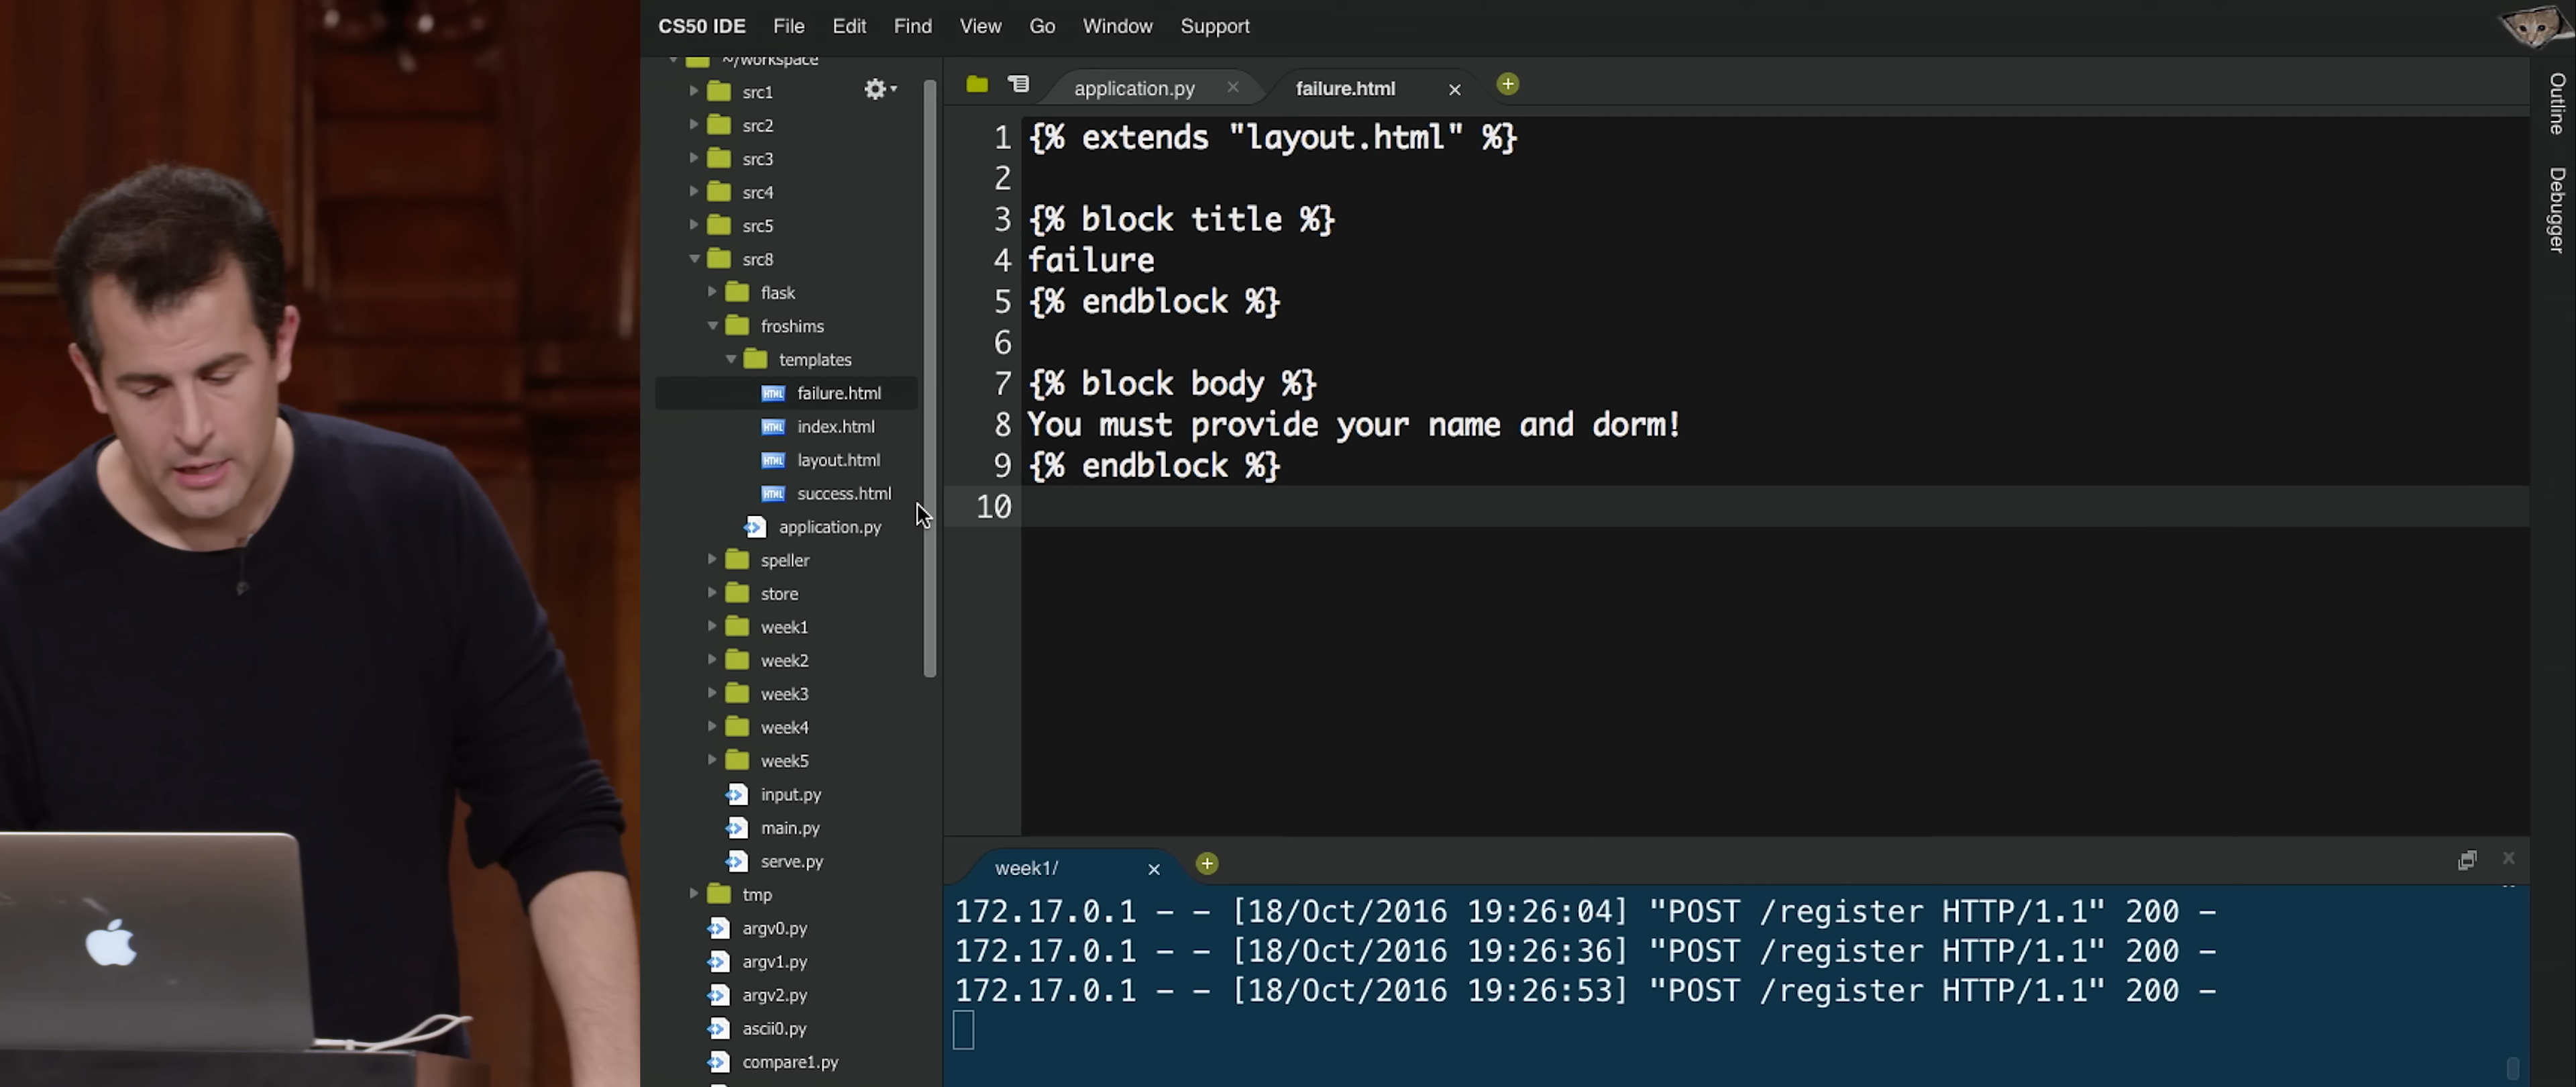 CS50 IDE File Edit Find View Go Window Support
~/workspace
src1
src2
src3
src4
src5
src8
flask
froshims
templates
failure.html
index.html
layout.html
success.html
application.py
speller
store
week1
week2
week3
week4
week5
input.py
main.py
serve.py
tmp
argv0.py
argv1.py
argv2.py
ascii0.py
compare1.py
application.py failure.html
1 {% extends "layout.html" %}
2
3 {% block title %}
4 failure
5 {% endblock %}
6
7 {% block body %}
8 You must provide your name and dorm!
9 {% endblock %}
10
week1/
172.17.0.1 - - [18/Oct/2016 19:26:04] "POST /register HTTP/1.1" 200 -
172.17.0.1 - - [18/Oct/2016 19:26:36] "POST /register HTTP/1.1" 200 -
172.17.0.1 - - [18/Oct/2016 19:26:53] "POST /register HTTP/1.1" 200 -
Outline
Debugger